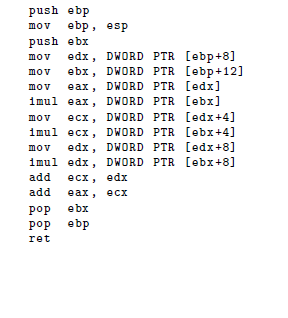 push ebp
mov ebp, esp
push ebx
mov edx, DWORD PTR [ebp+8]
mov ebx, DWORD PTR [ebp+12]
mov eax, DWORD PTR [edx]
imul eax, DWORD PTR [ebx]
mov ecx, DWORD PTR [edx+4]
imul ecx, DWORD PTR [ebx+4]
mov edx, DWORD PTR [edx+8]
imul edx, DWORD PTR [ebx+8]
add ecx, edx
add eax, ecx
pop ebx
pop ebp
ret